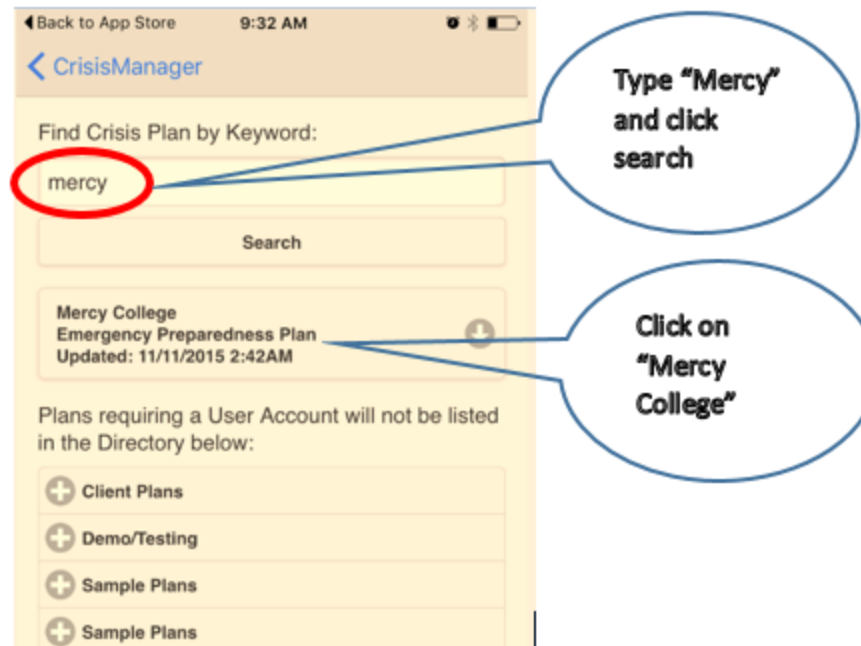 Back to App Store 9:32 AM
CrisisManager
Find Crisis Plan by Keyword:
mercy
Search
Mercy College
Emergency Preparedness Plan
Updated: 11/11/2015 2:42AM
Plans requiring a User Account will not be listed
in the Directory below:
Client Plans
Demo/Testing
Sample Plans
Sample Plans
Type “Mercy”
and click
search
Click on
“Mercy
College”